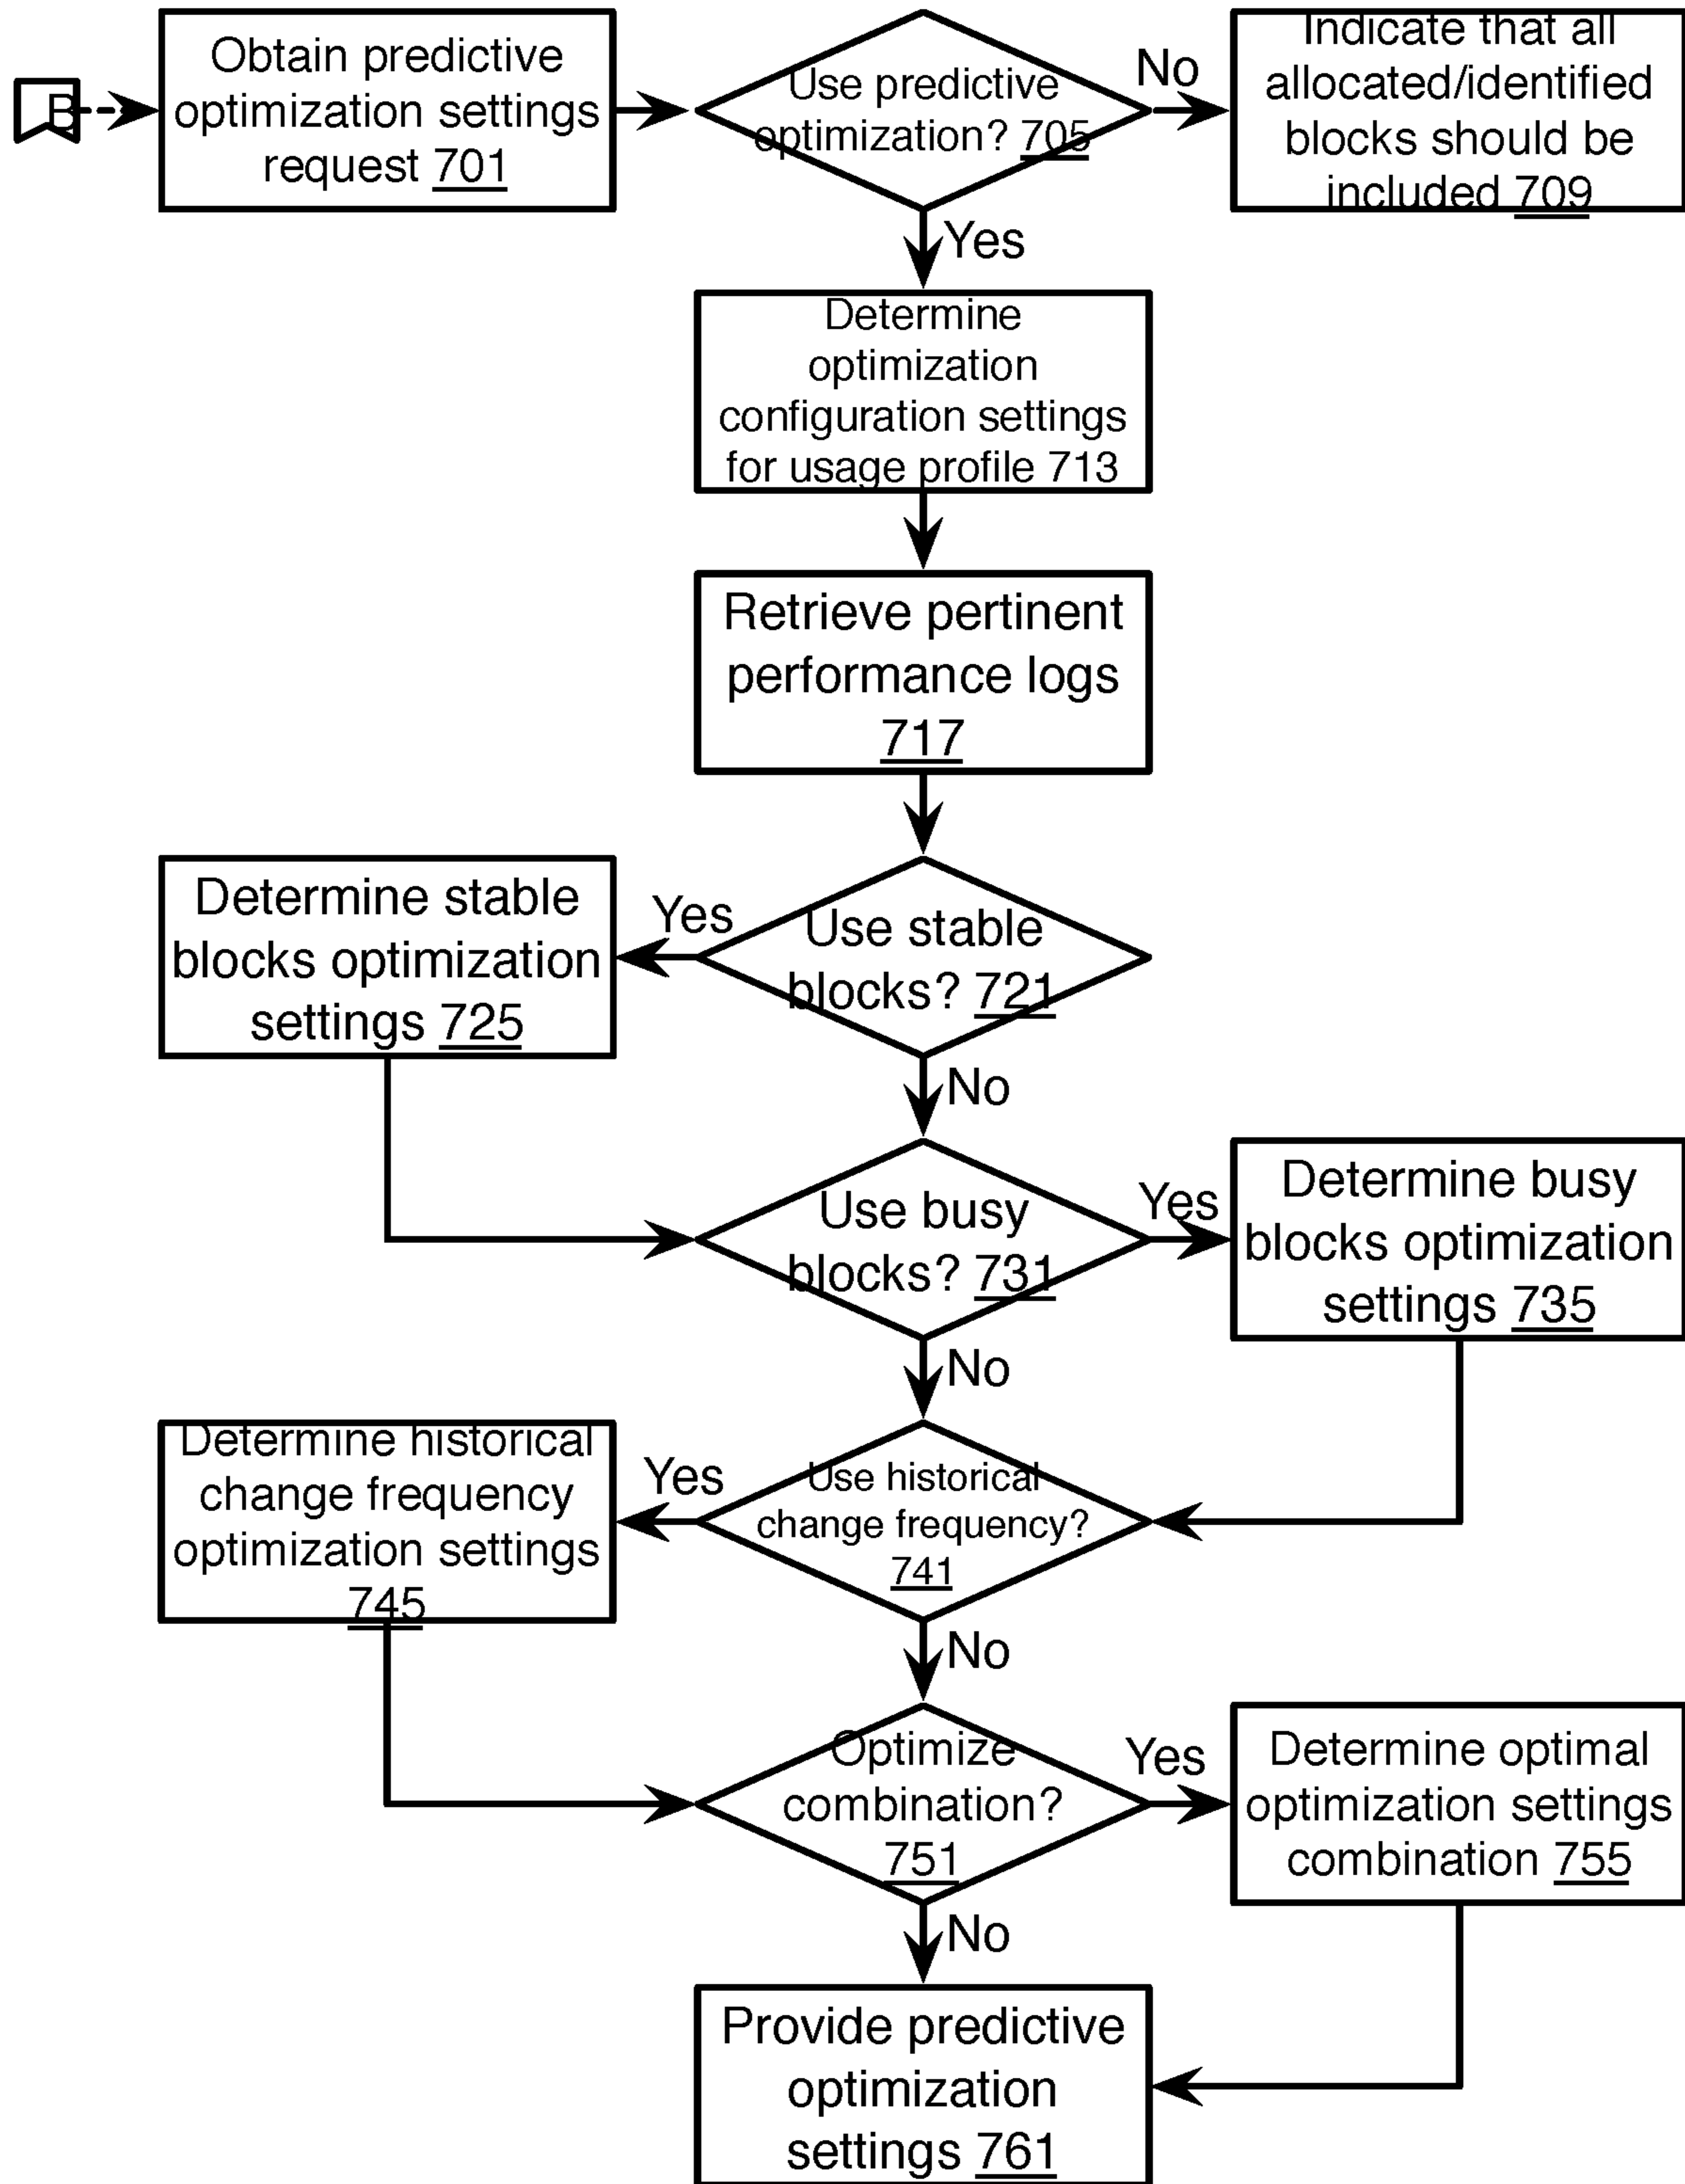 B
Obtain predictive
optimization settings
request 701
Use predictive
optimization? 705
No
Indicate that all
allocated/identified
blocks should be
included 709
Yes
Determine
optimization
configuration settings
for usage profile 713
Retrieve pertinent
performance logs
717
Determine stable
blocks optimization
settings 725
Yes
Use stable
blocks? 721
No
Use busy
blocks? 731
Yes
Determine busy
blocks optimization
settings 735
No
Determine historical
change frequency
optimization settings
745
Yes
Use historical
change frequency?
741
No
Optimize
combination?
751
Yes
Determine optimal
optimization settings
combination 755
No
Provide predictive
optimization
settings 761